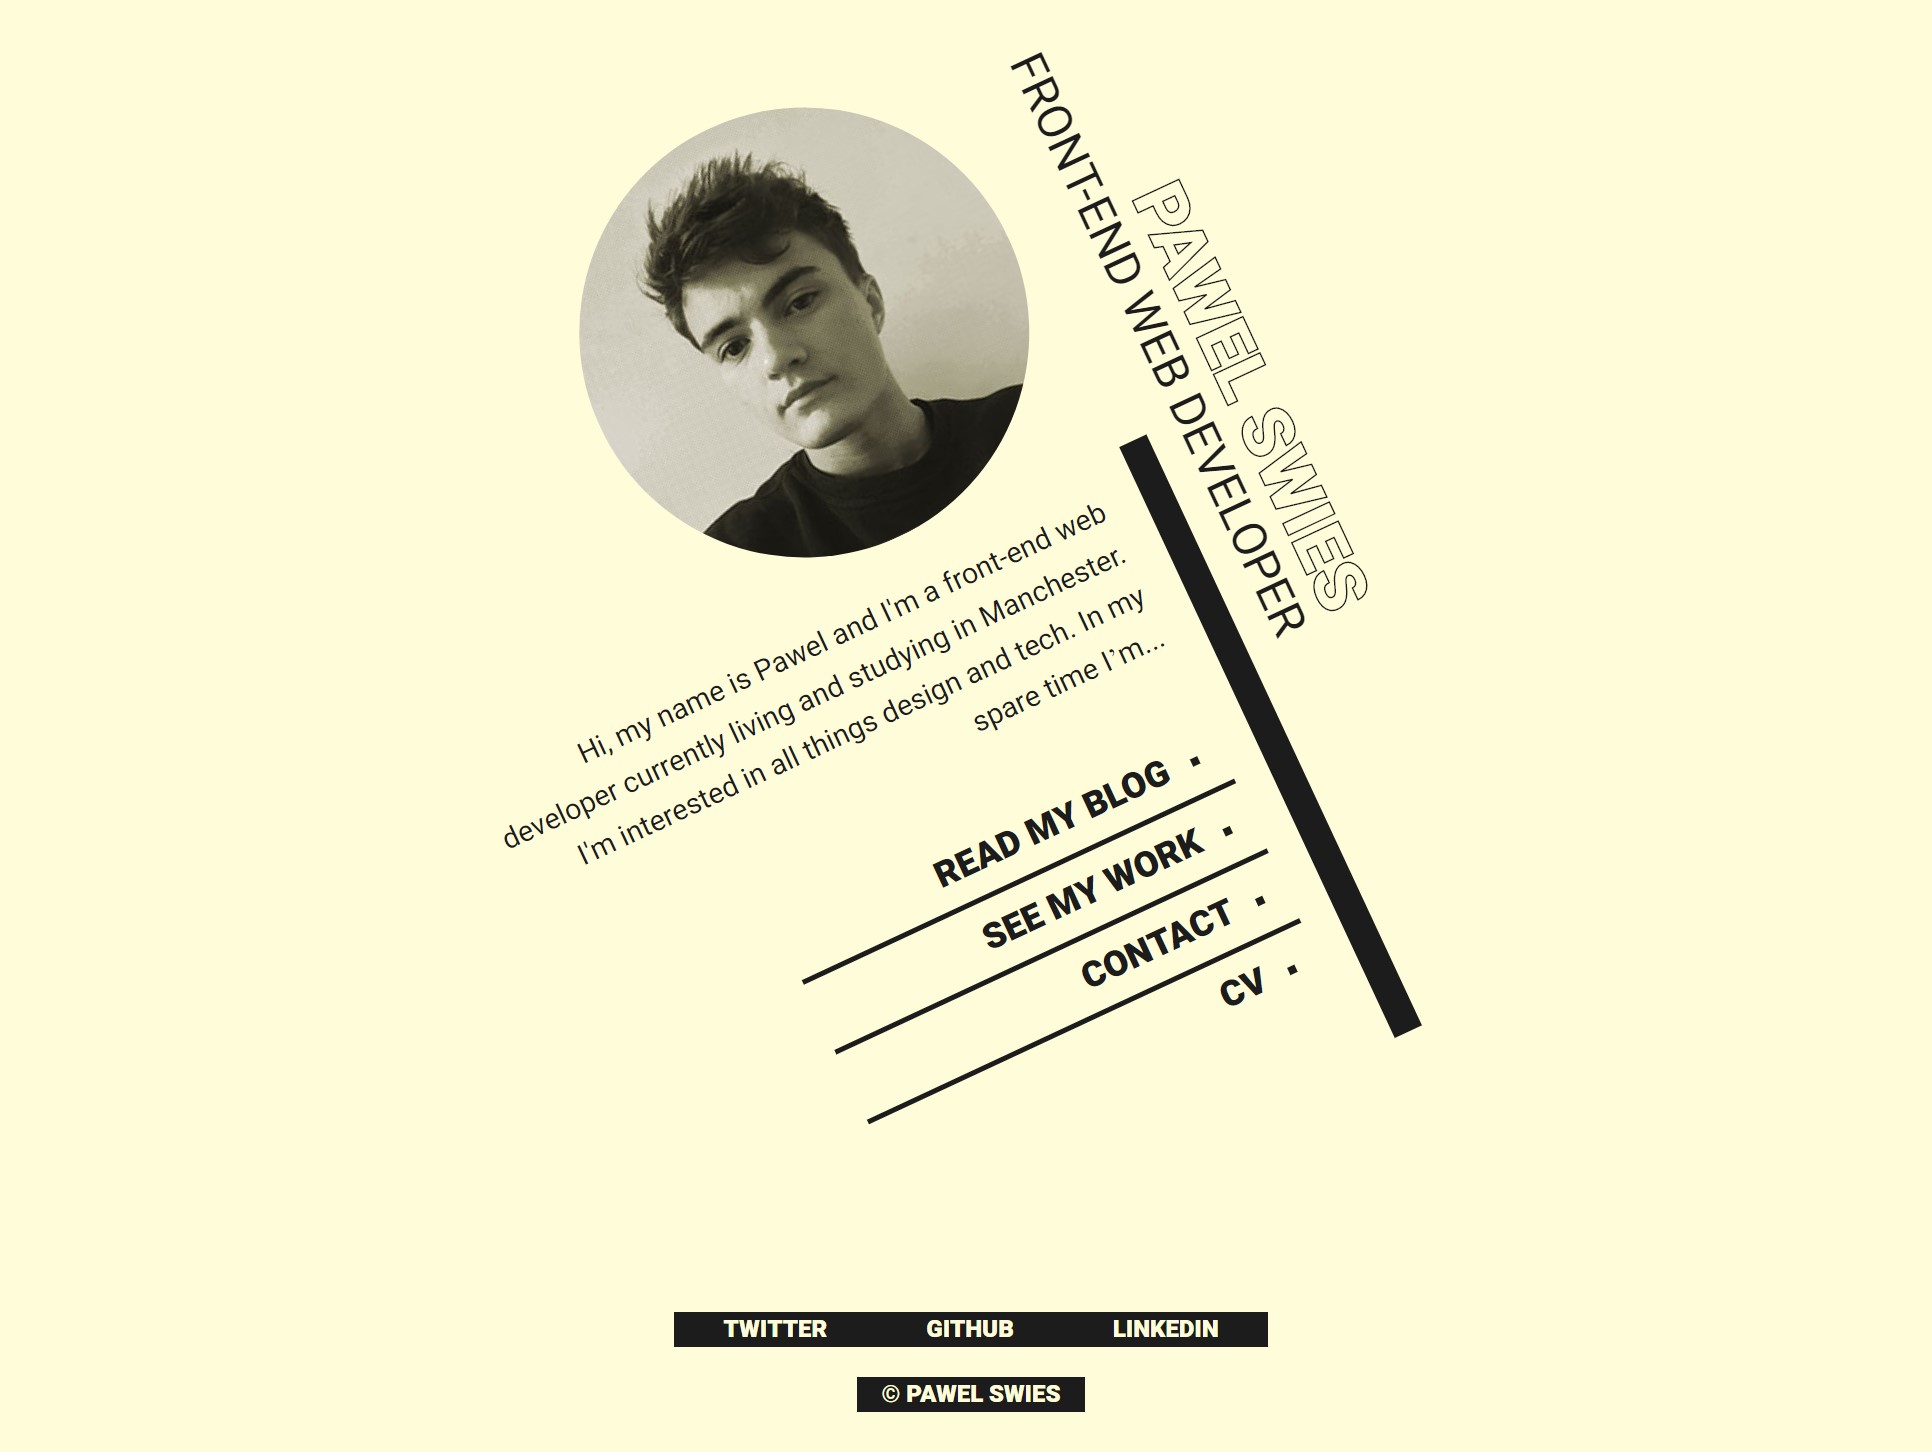 FRONT-END WEB DEVELOPER
PAWEL SWIES
Hi, my name is Pawel and I'm a front-end web
developer currently living and studying in Manchester.
I'm interested in all things design and tech. In my
spare time I’m...
READ MY BLOG .
SEE MY WORK .
CONTACT .
CV .
TWITTER GITHUB LINKEDIN
© PAWEL SWIES